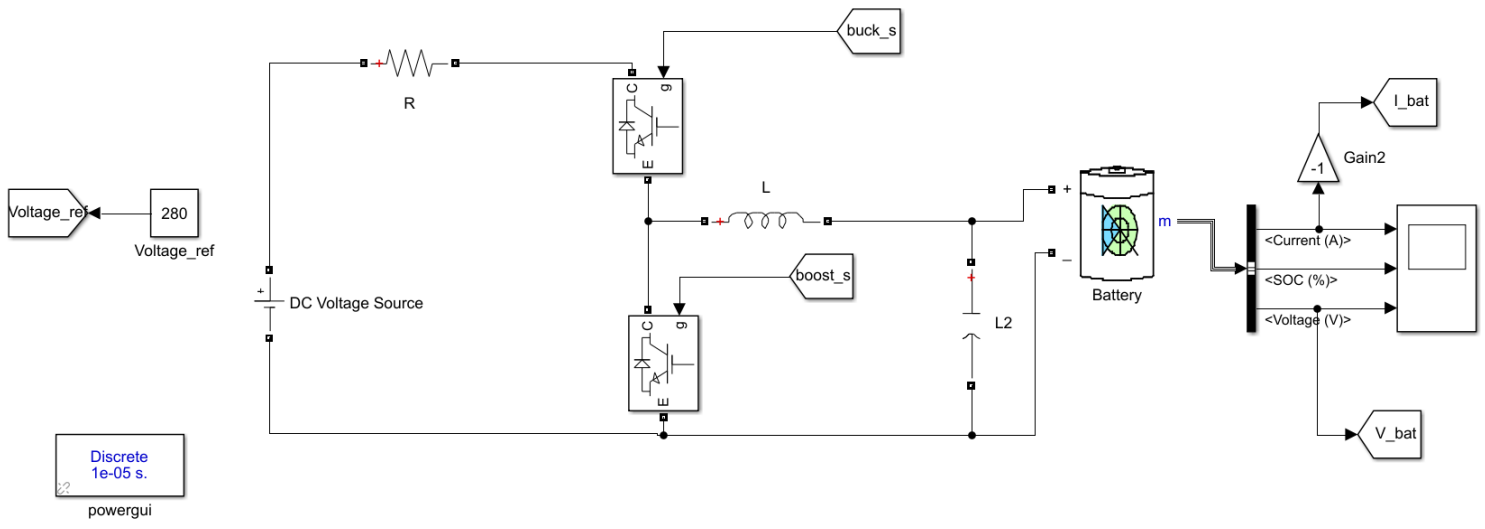 buck_s
R
C
g
E
I_bat
-1
Gain2
Voltage_ref
280
Voltage_ref
L
+
m
<Current (A)>
<SOC (%)>
<Voltage (V)>
boost_s
Battery
+
DC Voltage Source
C
g
E
+
L2
V_bat
Discrete
1e-05 s.
powergui
+
+
_